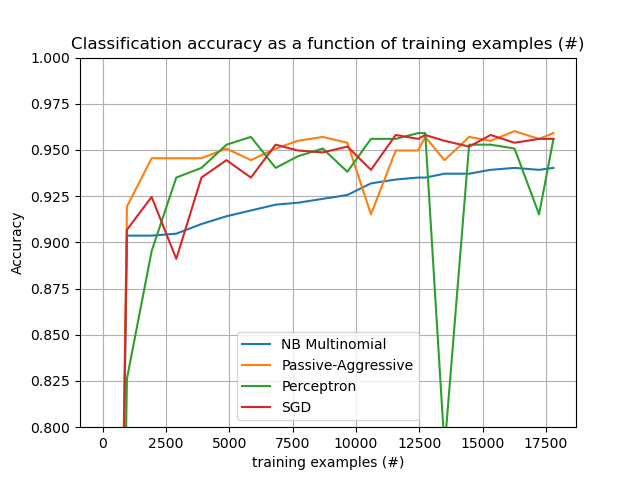 Classification accuracy as a function of training examples (#)
1.000
0.975
0.950
0.925
0.900
0.875
0.850
0.825
0.800
Accuracy
NB Multinomial
Passive-Aggressive
Perceptron
SGD
0 2500 5000 7500 10000 12500 15000 17500
training examples (#)